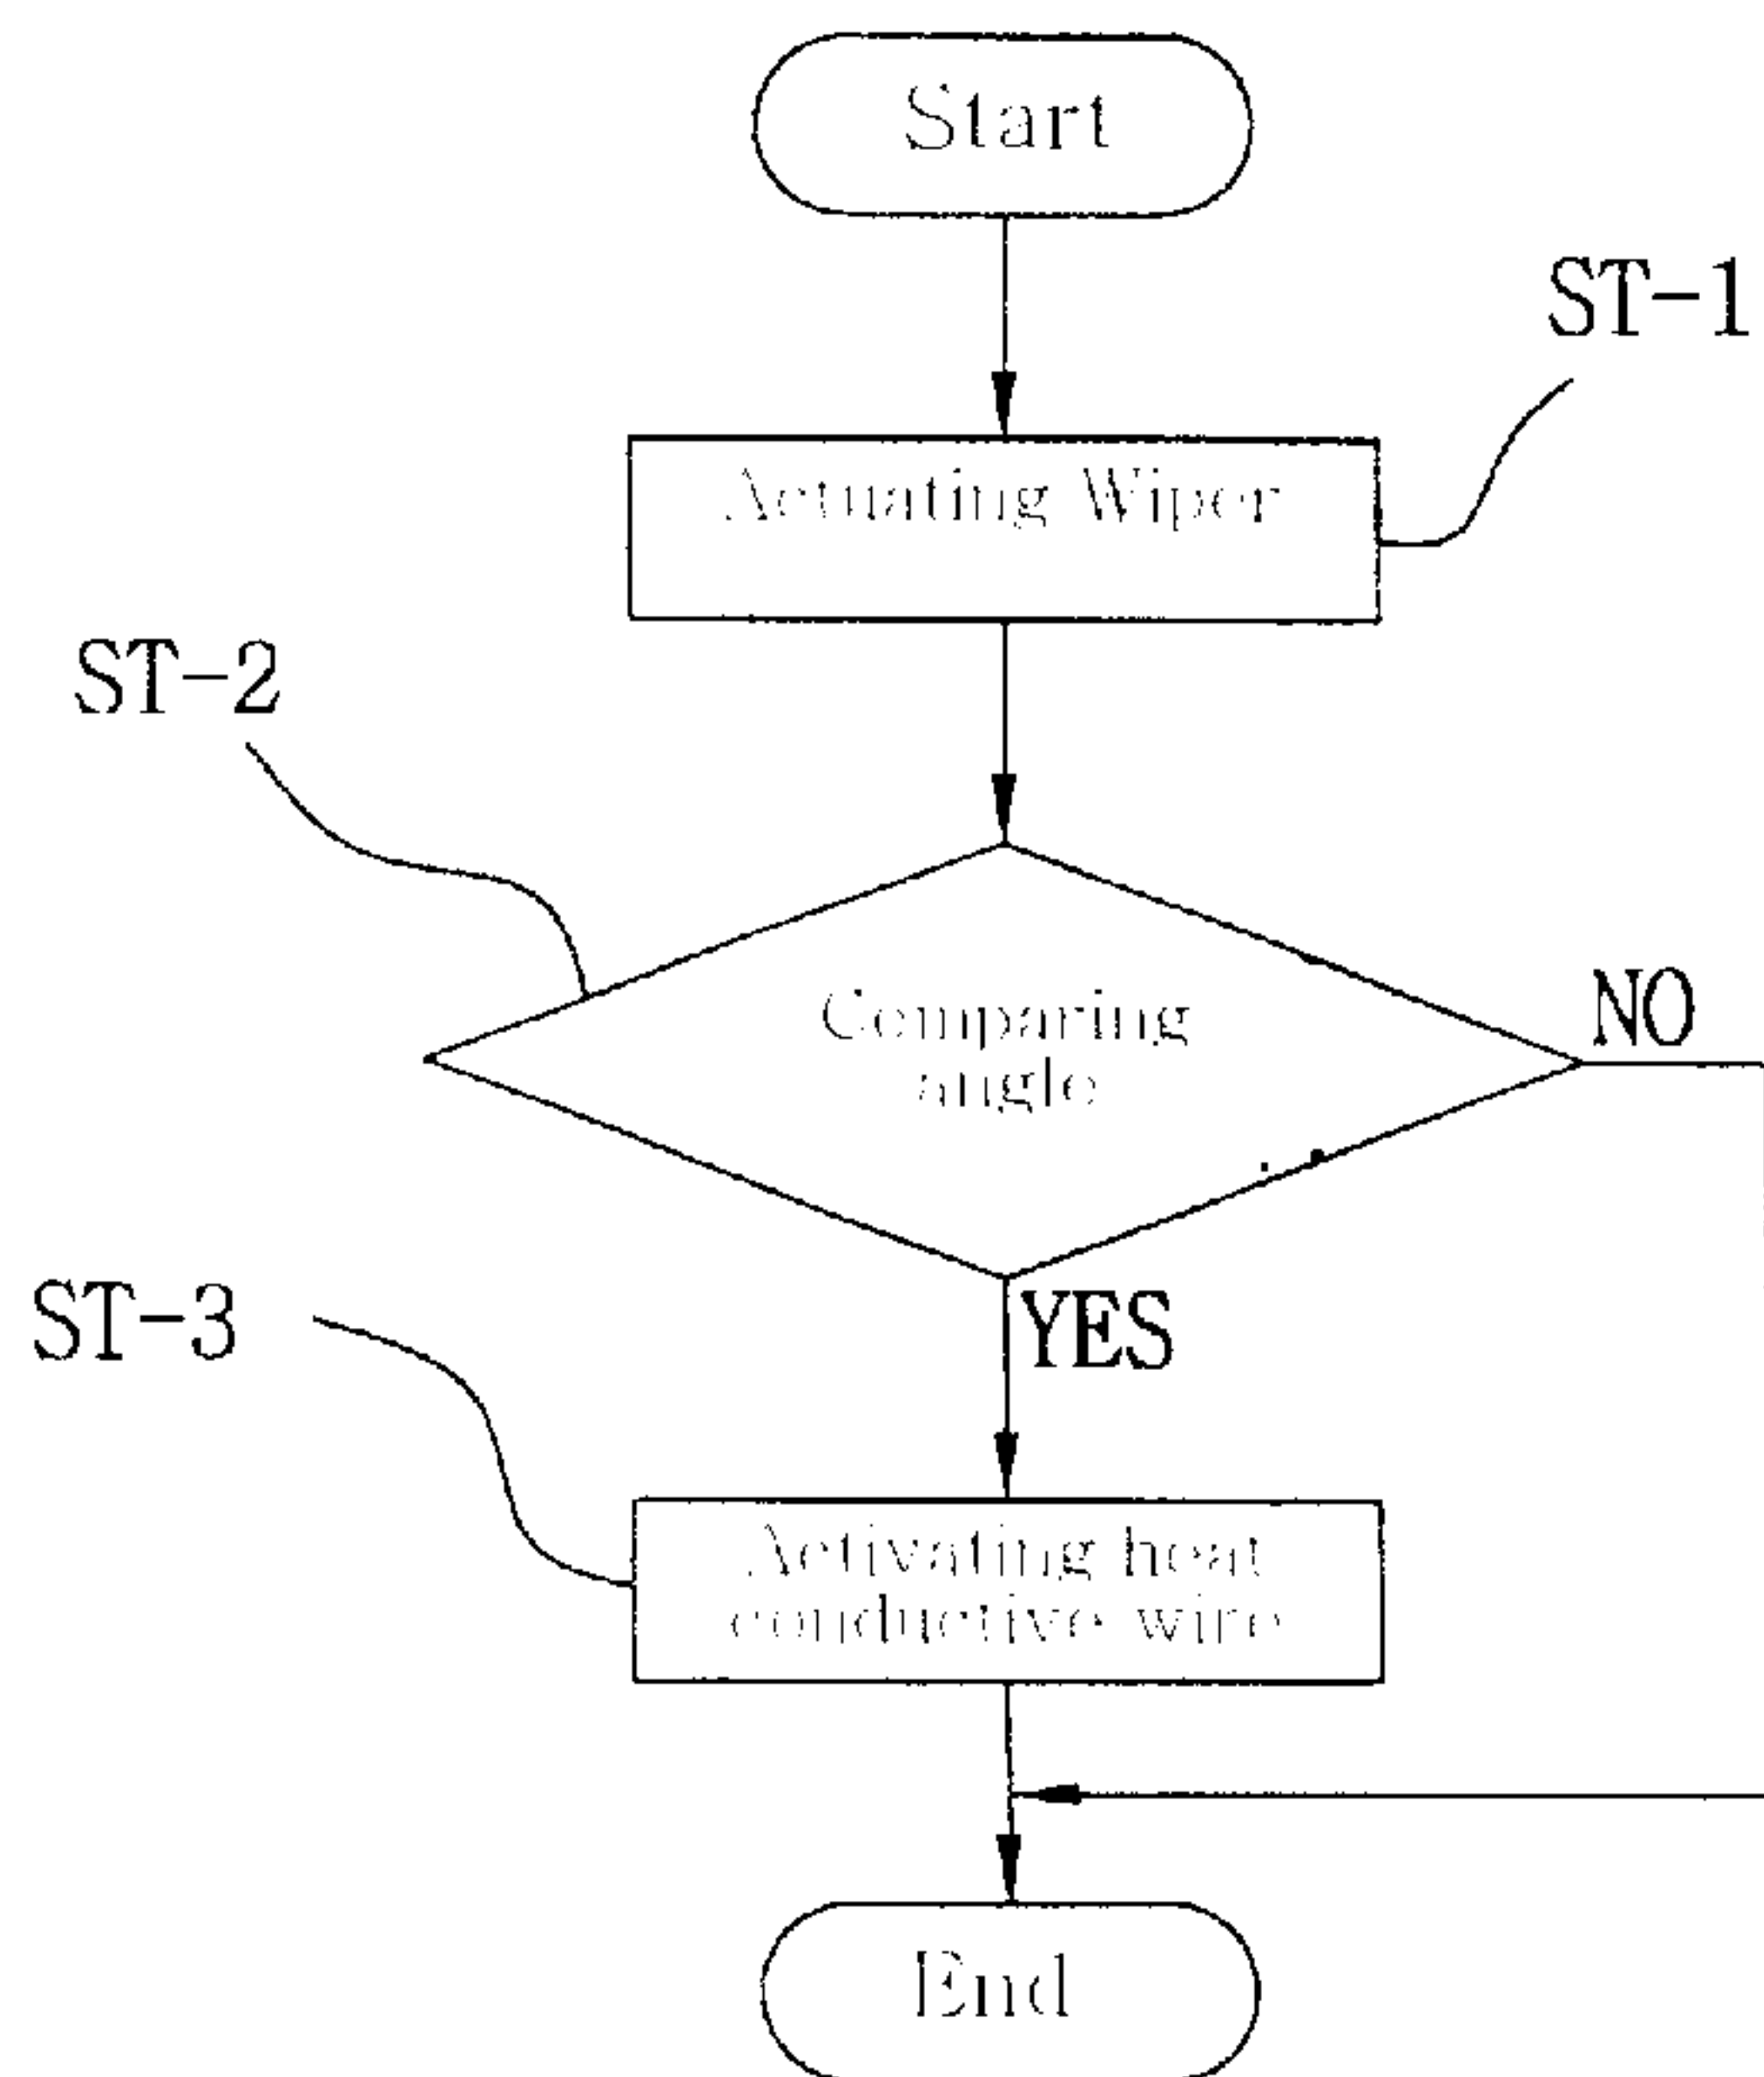 Start
ST-1
Actuating Wiper
ST-2
Comparing
angle
NO
YES
ST-3
Activating heat
conductive wire
End